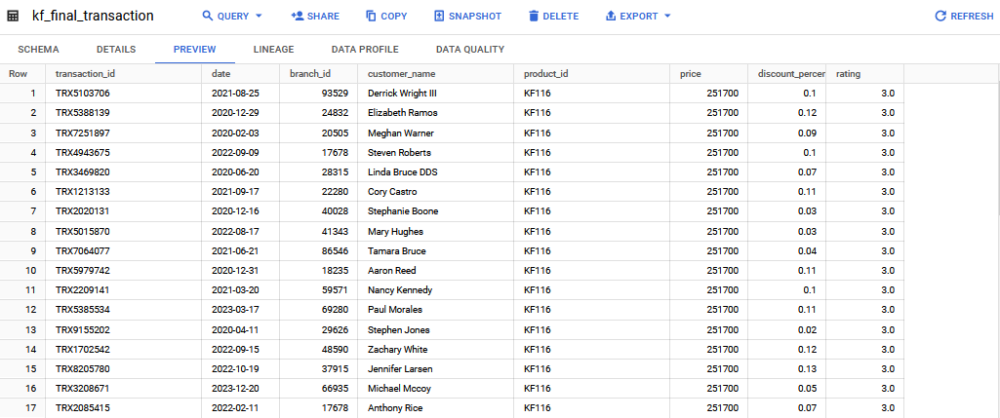 kf_final_transaction QUERY SHARE COPY SNAPSHOT DELETE EXPORT REFRESH
SCHEMA DETAILS PREVIEW LINEAGE DATA PROFILE DATA QUALITY
Row transaction_id date branch_id customer_name product_id price discount_percer rating
1 TRX5103706 2021-08-25 93529 Derrick Wright III KF116 251700 0.1 3.0
2 TRX5388139 2020-12-29 24832 Elizabeth Ramos KF116 251700 0.12 3.0
3 TRX7251897 2020-02-03 20505 Meghan Warner KF116 251700 0.09 3.0
4 TRX4943675 2022-09-09 17678 Steven Roberts KF116 251700 0.1 3.0
5 TRX3469820 2020-06-20 28315 Linda Bruce DDS KF116 251700 0.07 3.0
6 TRX1213133 2021-09-17 22280 Cory Castro KF116 251700 0.11 3.0
7 TRX2020131 2020-12-16 40028 Stephanie Boone KF116 251700 0.03 3.0
8 TRX5015870 2022-08-17 41343 Mary Hughes KF116 251700 0.03 3.0
9 TRX7064077 2021-06-21 86546 Tamara Bruce KF116 251700 0.04 3.0
10 TRX5979742 2020-12-31 18235 Aaron Reed KF116 251700 0.11 3.0
11 TRX2209141 2021-03-20 59571 Nancy Kennedy KF116 251700 0.1 3.0
12 TRX5385534 2023-03-17 69280 Paul Morales KF116 251700 0.11 3.0
13 TRX9155202 2020-04-11 29626 Stephen Jones KF116 251700 0.02 3.0
14 TRX1702542 2022-09-15 48590 Zachary White KF116 251700 0.12 3.0
15 TRX8205780 2022-10-19 37915 Jennifer Larsen KF116 251700 0.13 3.0
16 TRX3208671 2023-12-20 66935 Michael Mccoy KF116 251700 0.05 3.0
17 TRX2085415 2022-02-11 17678 Anthony Rice KF116 251700 0.07 3.0